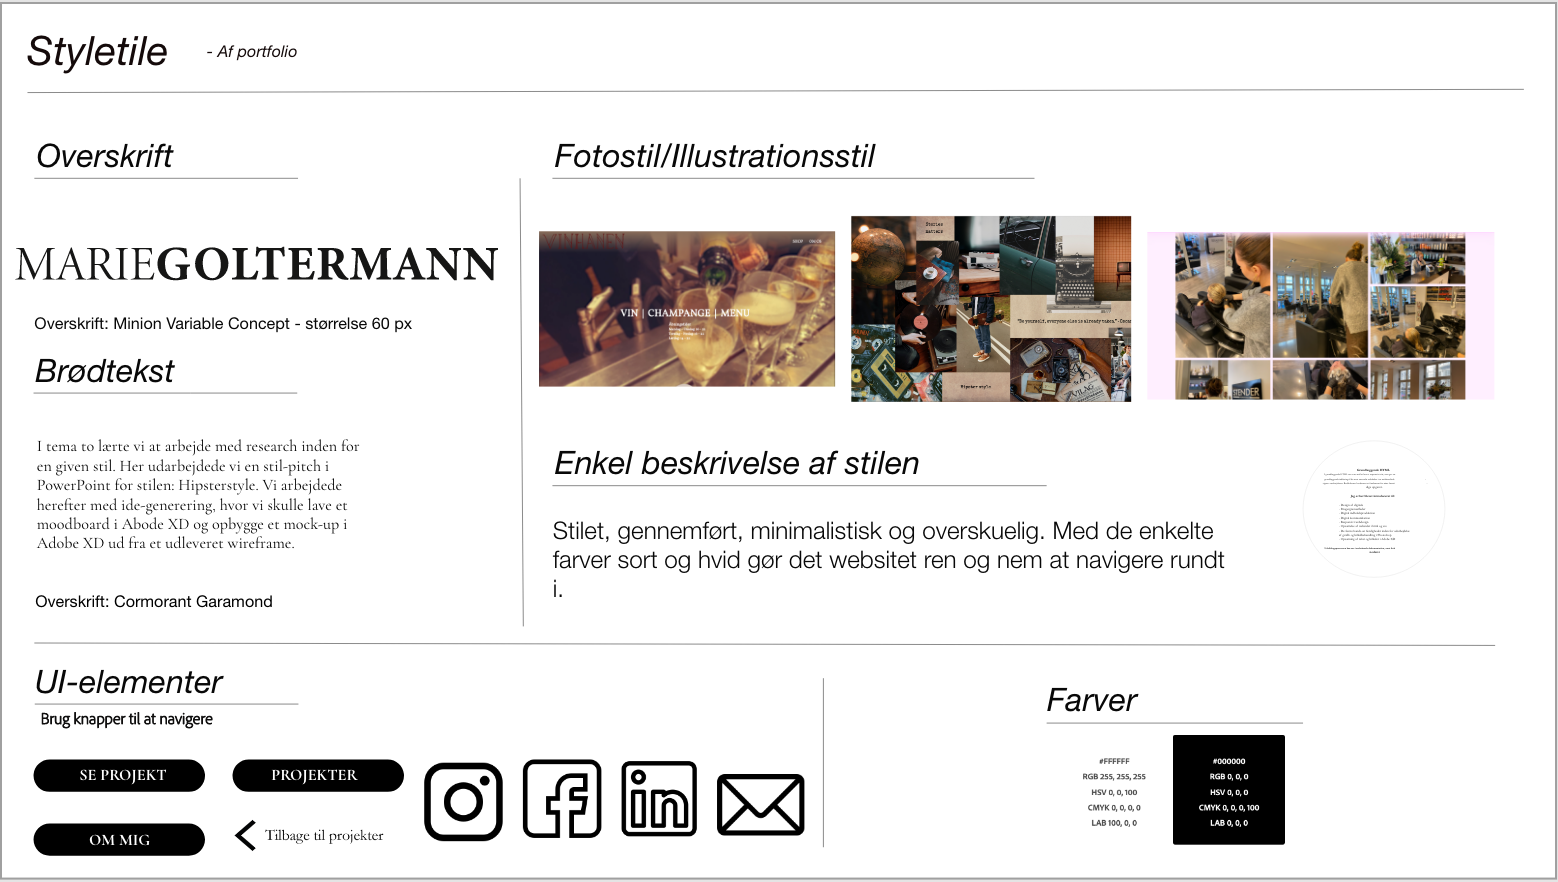 Styletile
- Af portfolio
Overskrift
MARIEGOLTERMANN
Overskrift: Minion Variable Concept - størrelse 60 px
Brødtekst
I tema to lærte vi at arbejde med research inden for
en given stil. Her udarbejdede vi en stil-pitch i
PowerPoint for stilen: Hipsterstyle. Vi arbejdede
herefter med ide-generering, hvor vi skulle lave et
moodboard i Abode XD og opbygge et mock-up i
Adobe XD ud fra et udleveret wireframe.
Overskrift: Cormorant Garamond
Fotostil/Illustrationsstil
MINHANEN
VIN | CHAMPANGE | MENU
Stories
matters
"Be yourself, everyone else is already taken."- Oscar
Hipster style
VILAG
STENDER
Enkel beskrivelse af stilen
Stilet, gennemført, minimalistisk og overskuelig. Med de enkelte
farver sort og hvid gør det websitet ren og nem at navigere rundt
i.
UI-elementer
Brug knapper til at navigere
SE PROJEKT
PROJEKTER
OM MIG
Tilbage til projekter
in
Farver
#FFFFFF
RGB 255, 255, 255
HSV 0, 0, 100
CMYK 0, 0, 0, 0
LAB 100, 0, 0
#000000
RGB 0, 0, 0
HSV 0, 0, 0
CMYK 0, 0, 0, 100
LAB 0, 0, 0